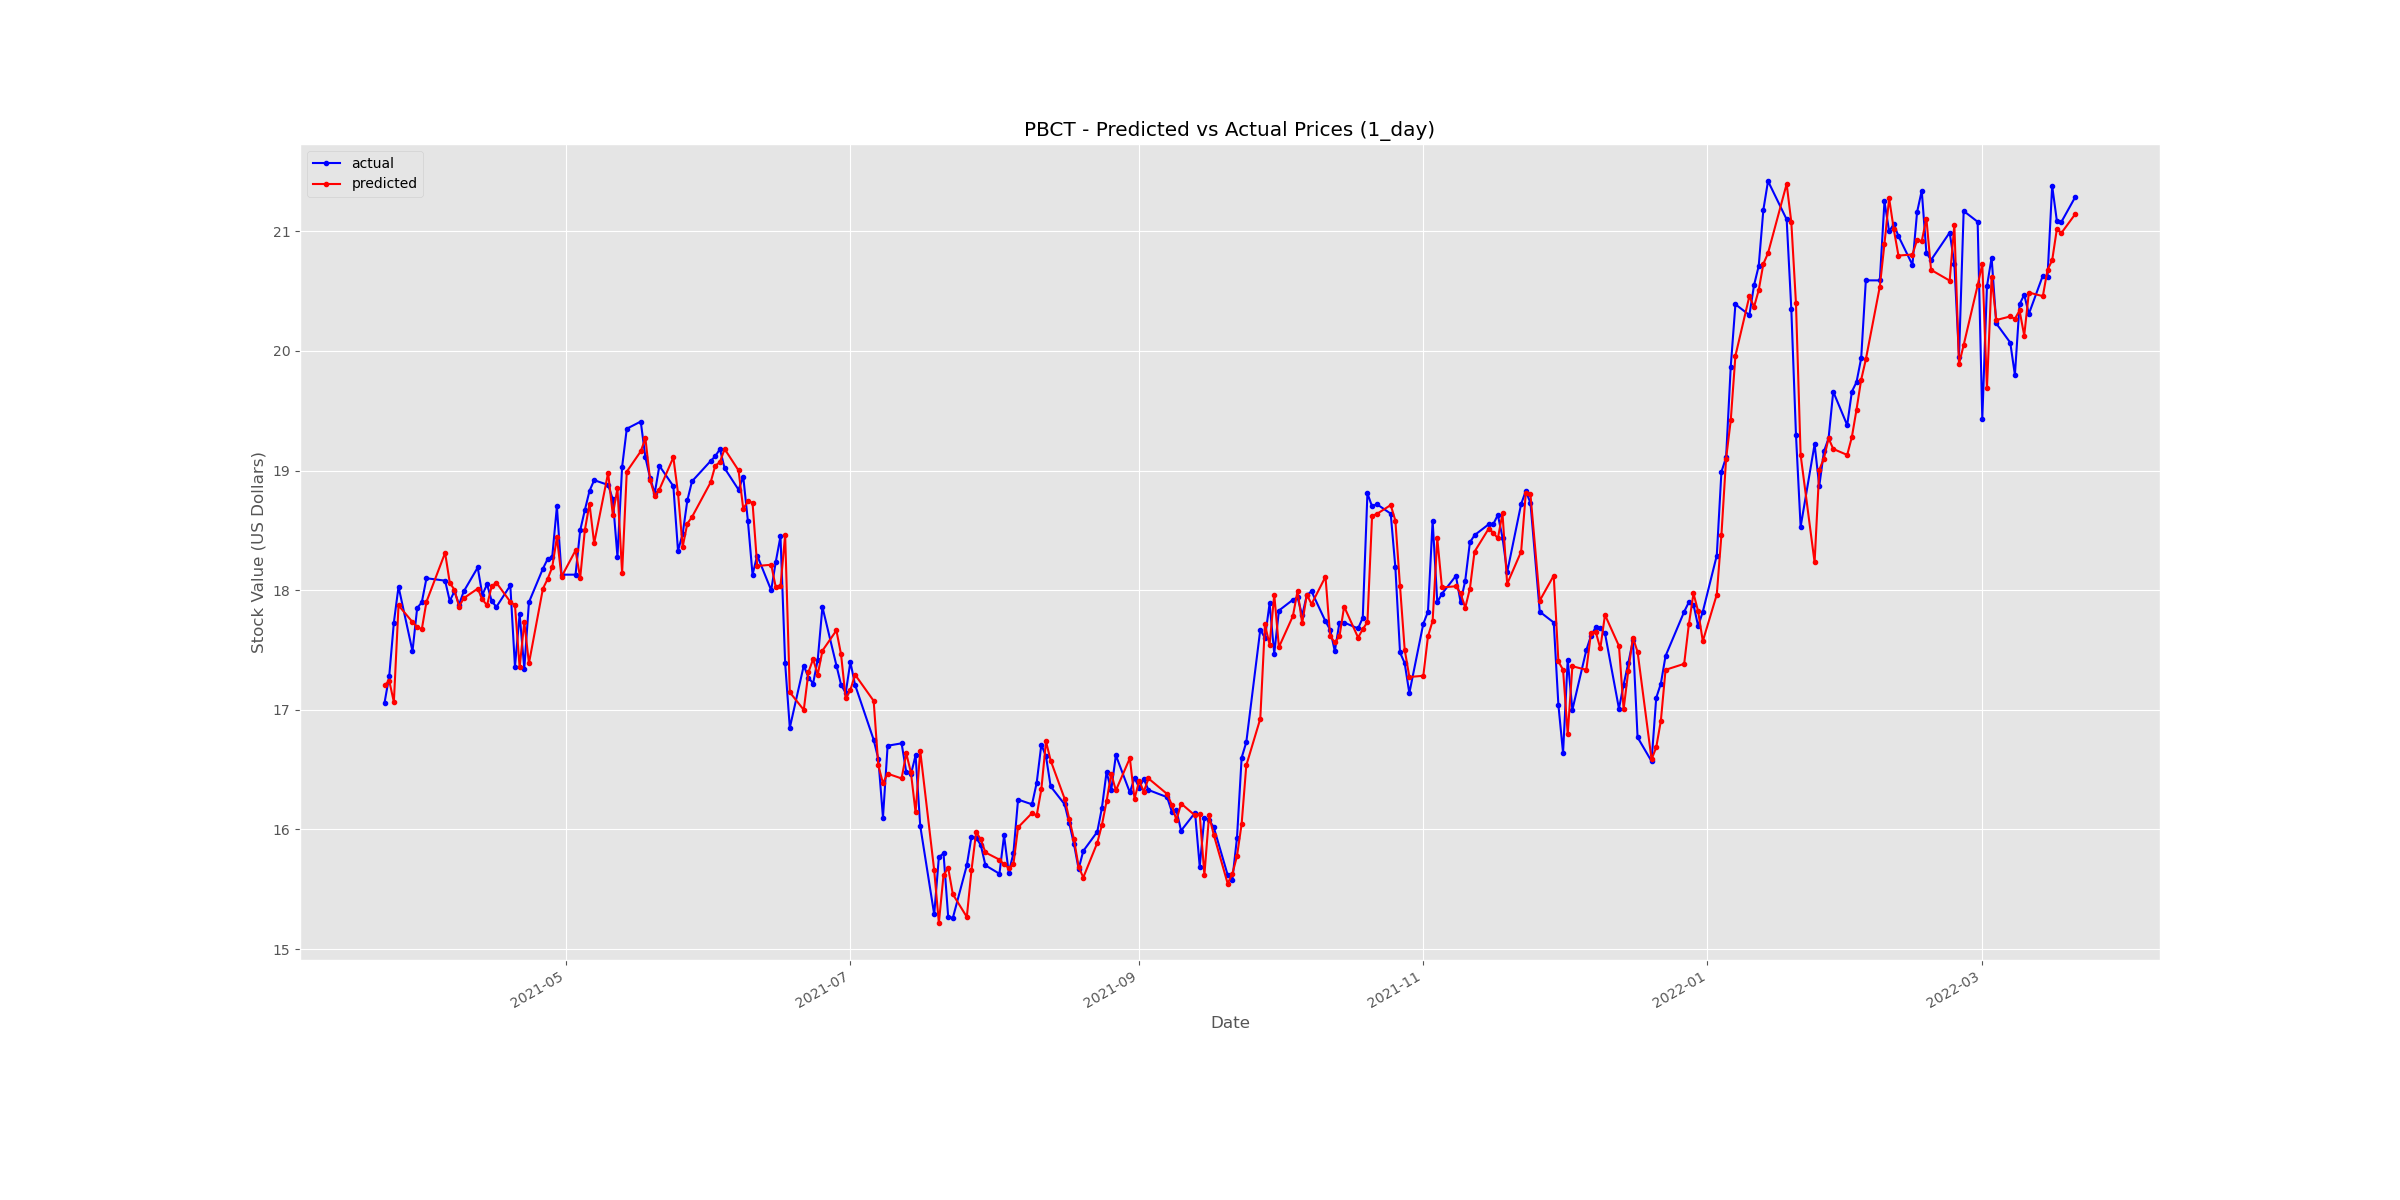 PBCT - Predicted vs Actual Prices (1_day)
actual
predicted
Stock Value (US Dollars)
21
20
19
18
17
16
15
2021-05
2021-07
2021-09
2021-11
2022-01
2022-03
Date